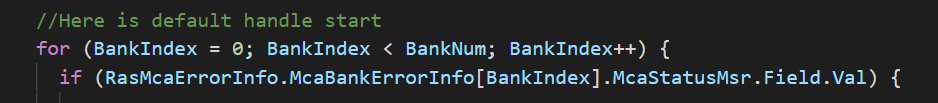 //Here is default handle start
for (BankIndex = 0; BankIndex < BankNum; BankIndex++) {
if (RasMcaErrorInfo.McaBankErrorInfo[BankIndex].McaStatusMsr.Field.Val) {